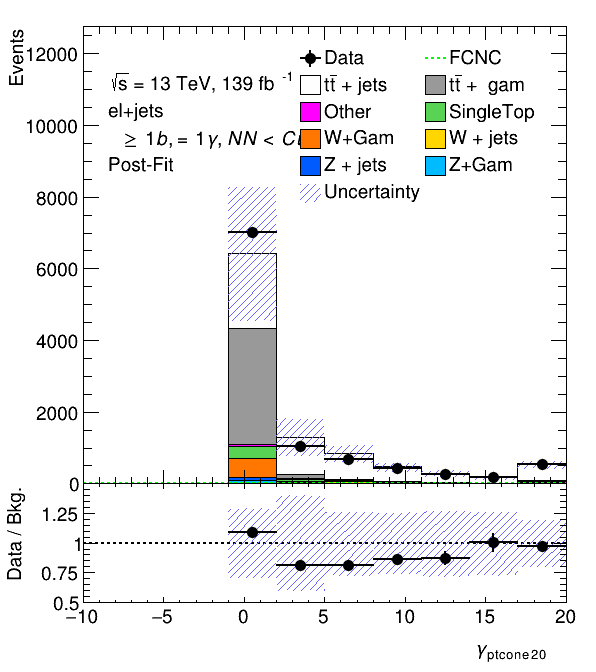 Events
12000
10000
8000
6000
4000
2000
0
√s = 13 TeV, 139 fb⁻¹
el+jets
≥ 1b, = 1γ, NN < C
Post-Fit
Data
FCNC
tt̄ + jets
tt̄ + gam
Other
SingleTop
W+Gam
W + jets
Z + jets
Z+Gam
Uncertainty
Data / Bkg.
1.25
1
0.75
0.5
−10 −5 0 5 10 15 20
γ ptcone20